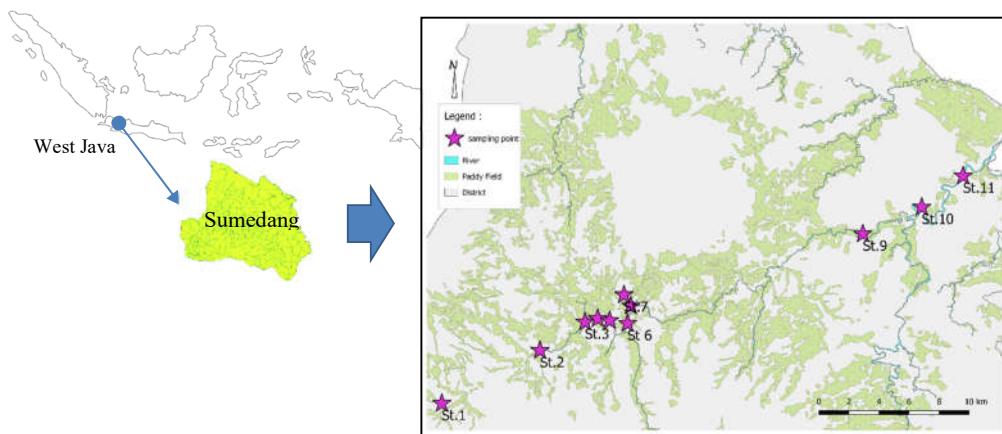 West Java
Sumedang
N
Legend :
sampling point
River
Paddy Field
District
St.11
St.10
St.9
St.7
St.3
St 6
St.2
St.1
0 2 4 6 8 10 km